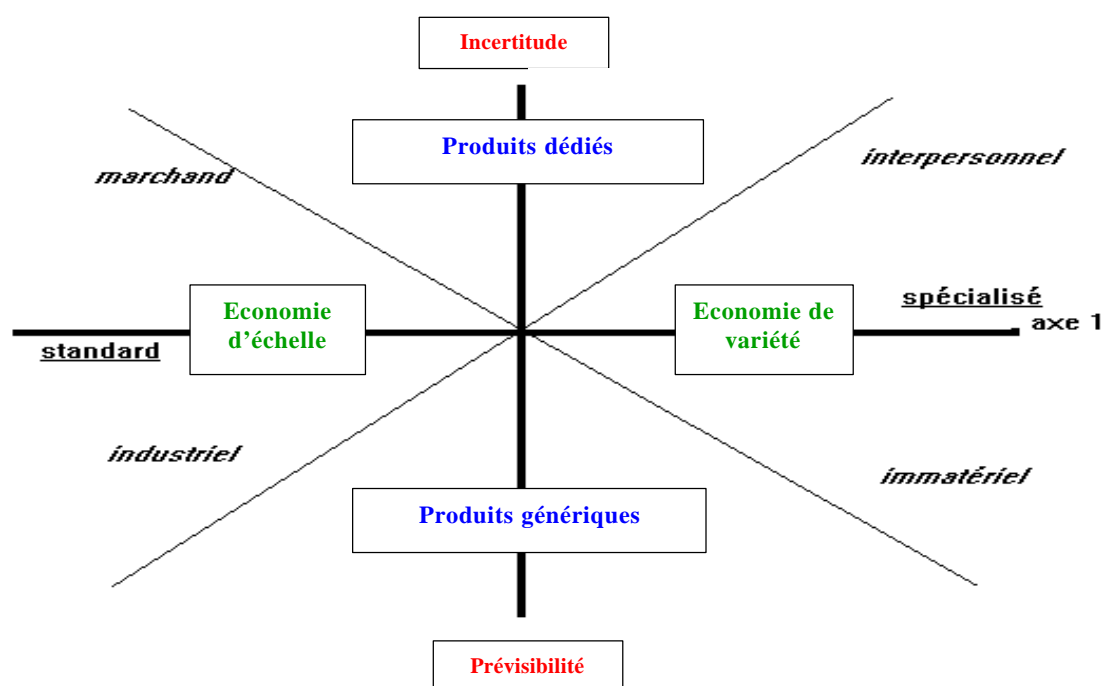 Incertitude
Produits dédiés
marchand
interpersonnel
Economie
d’échelle
Economie de
variété
spécialisé
axe 1
standard
industriel
immatériel
Produits génériques
Prévisibilité